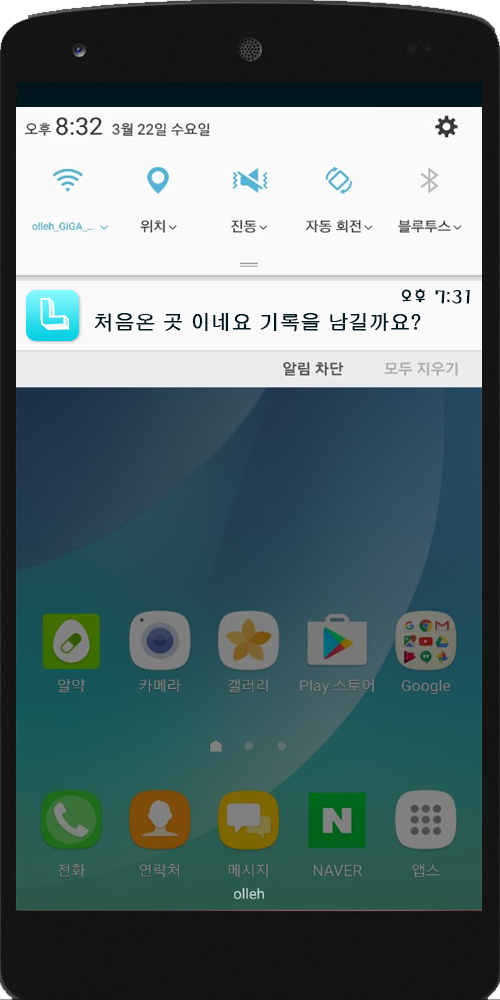 오후 8:32 3월 22일 수요일
olleh_GiGA_... 위치 진동 자동 회전 블루투스
오후 7:31
처음온 곳 이네요 기록을 남길까요?
알림 차단 모두 지우기
알약 카메라 갤러리 Play 스토어 Google
전화 연락처 메시지 NAVER 앱스
olleh